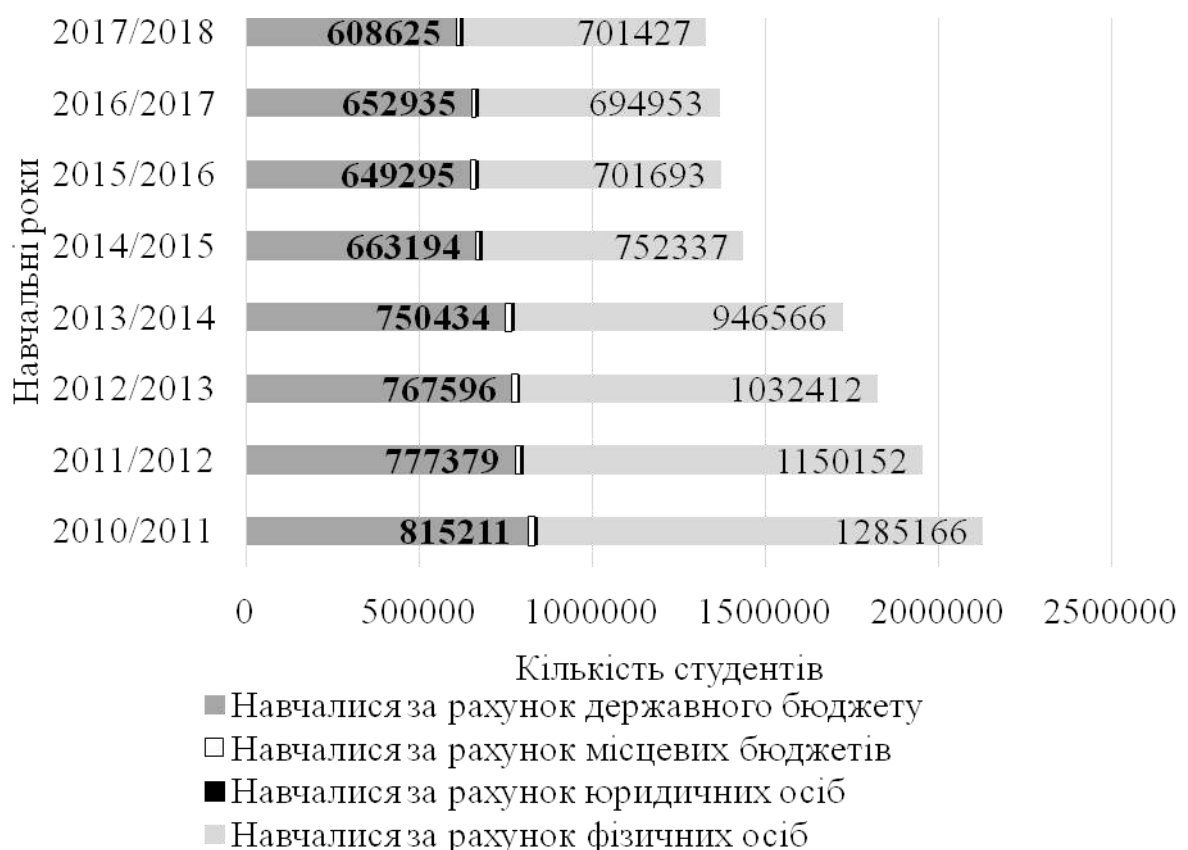 Навчальні роки
2017/2018 608625 701427
2016/2017 652935 694953
2015/2016 649295 701693
2014/2015 663194 752337
2013/2014 750434 946566
2012/2013 767596 1032412
2011/2012 777379 1150152
2010/2011 815211 1285166
0 500000 1000000 1500000 2000000 2500000
Кількість студентів
Навчалися за рахунок державного бюджету
Навчалися за рахунок місцевих бюджетів
Навчалися за рахунок юридичних осіб
Навчалися за рахунок фізичних осіб